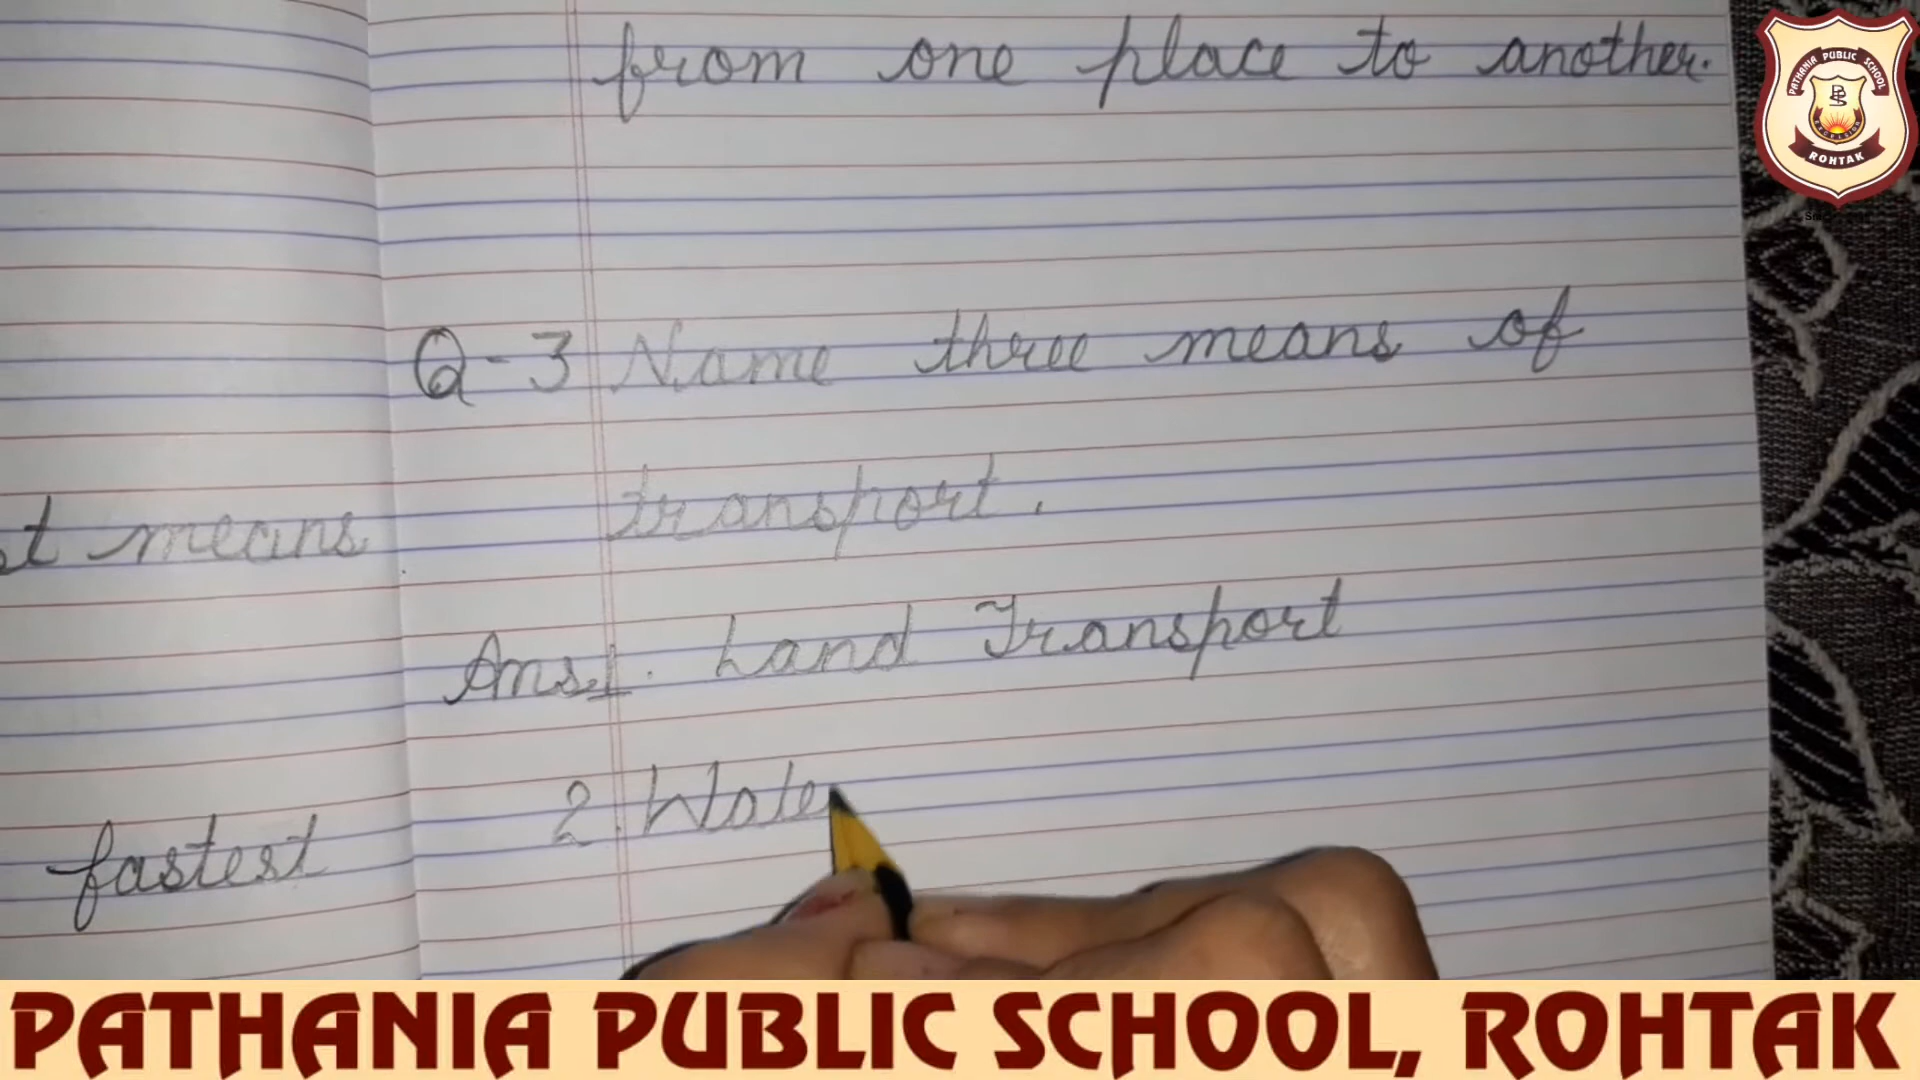 from one place to another.
Q-3 Name three means of
transport.
Ans 1. Land Transport
2. Wate
means
fastest
PATHANIA PUBLIC SCHOOL
ROHTAK
PATHANIA PUBLIC SCHOOL, ROHTAK